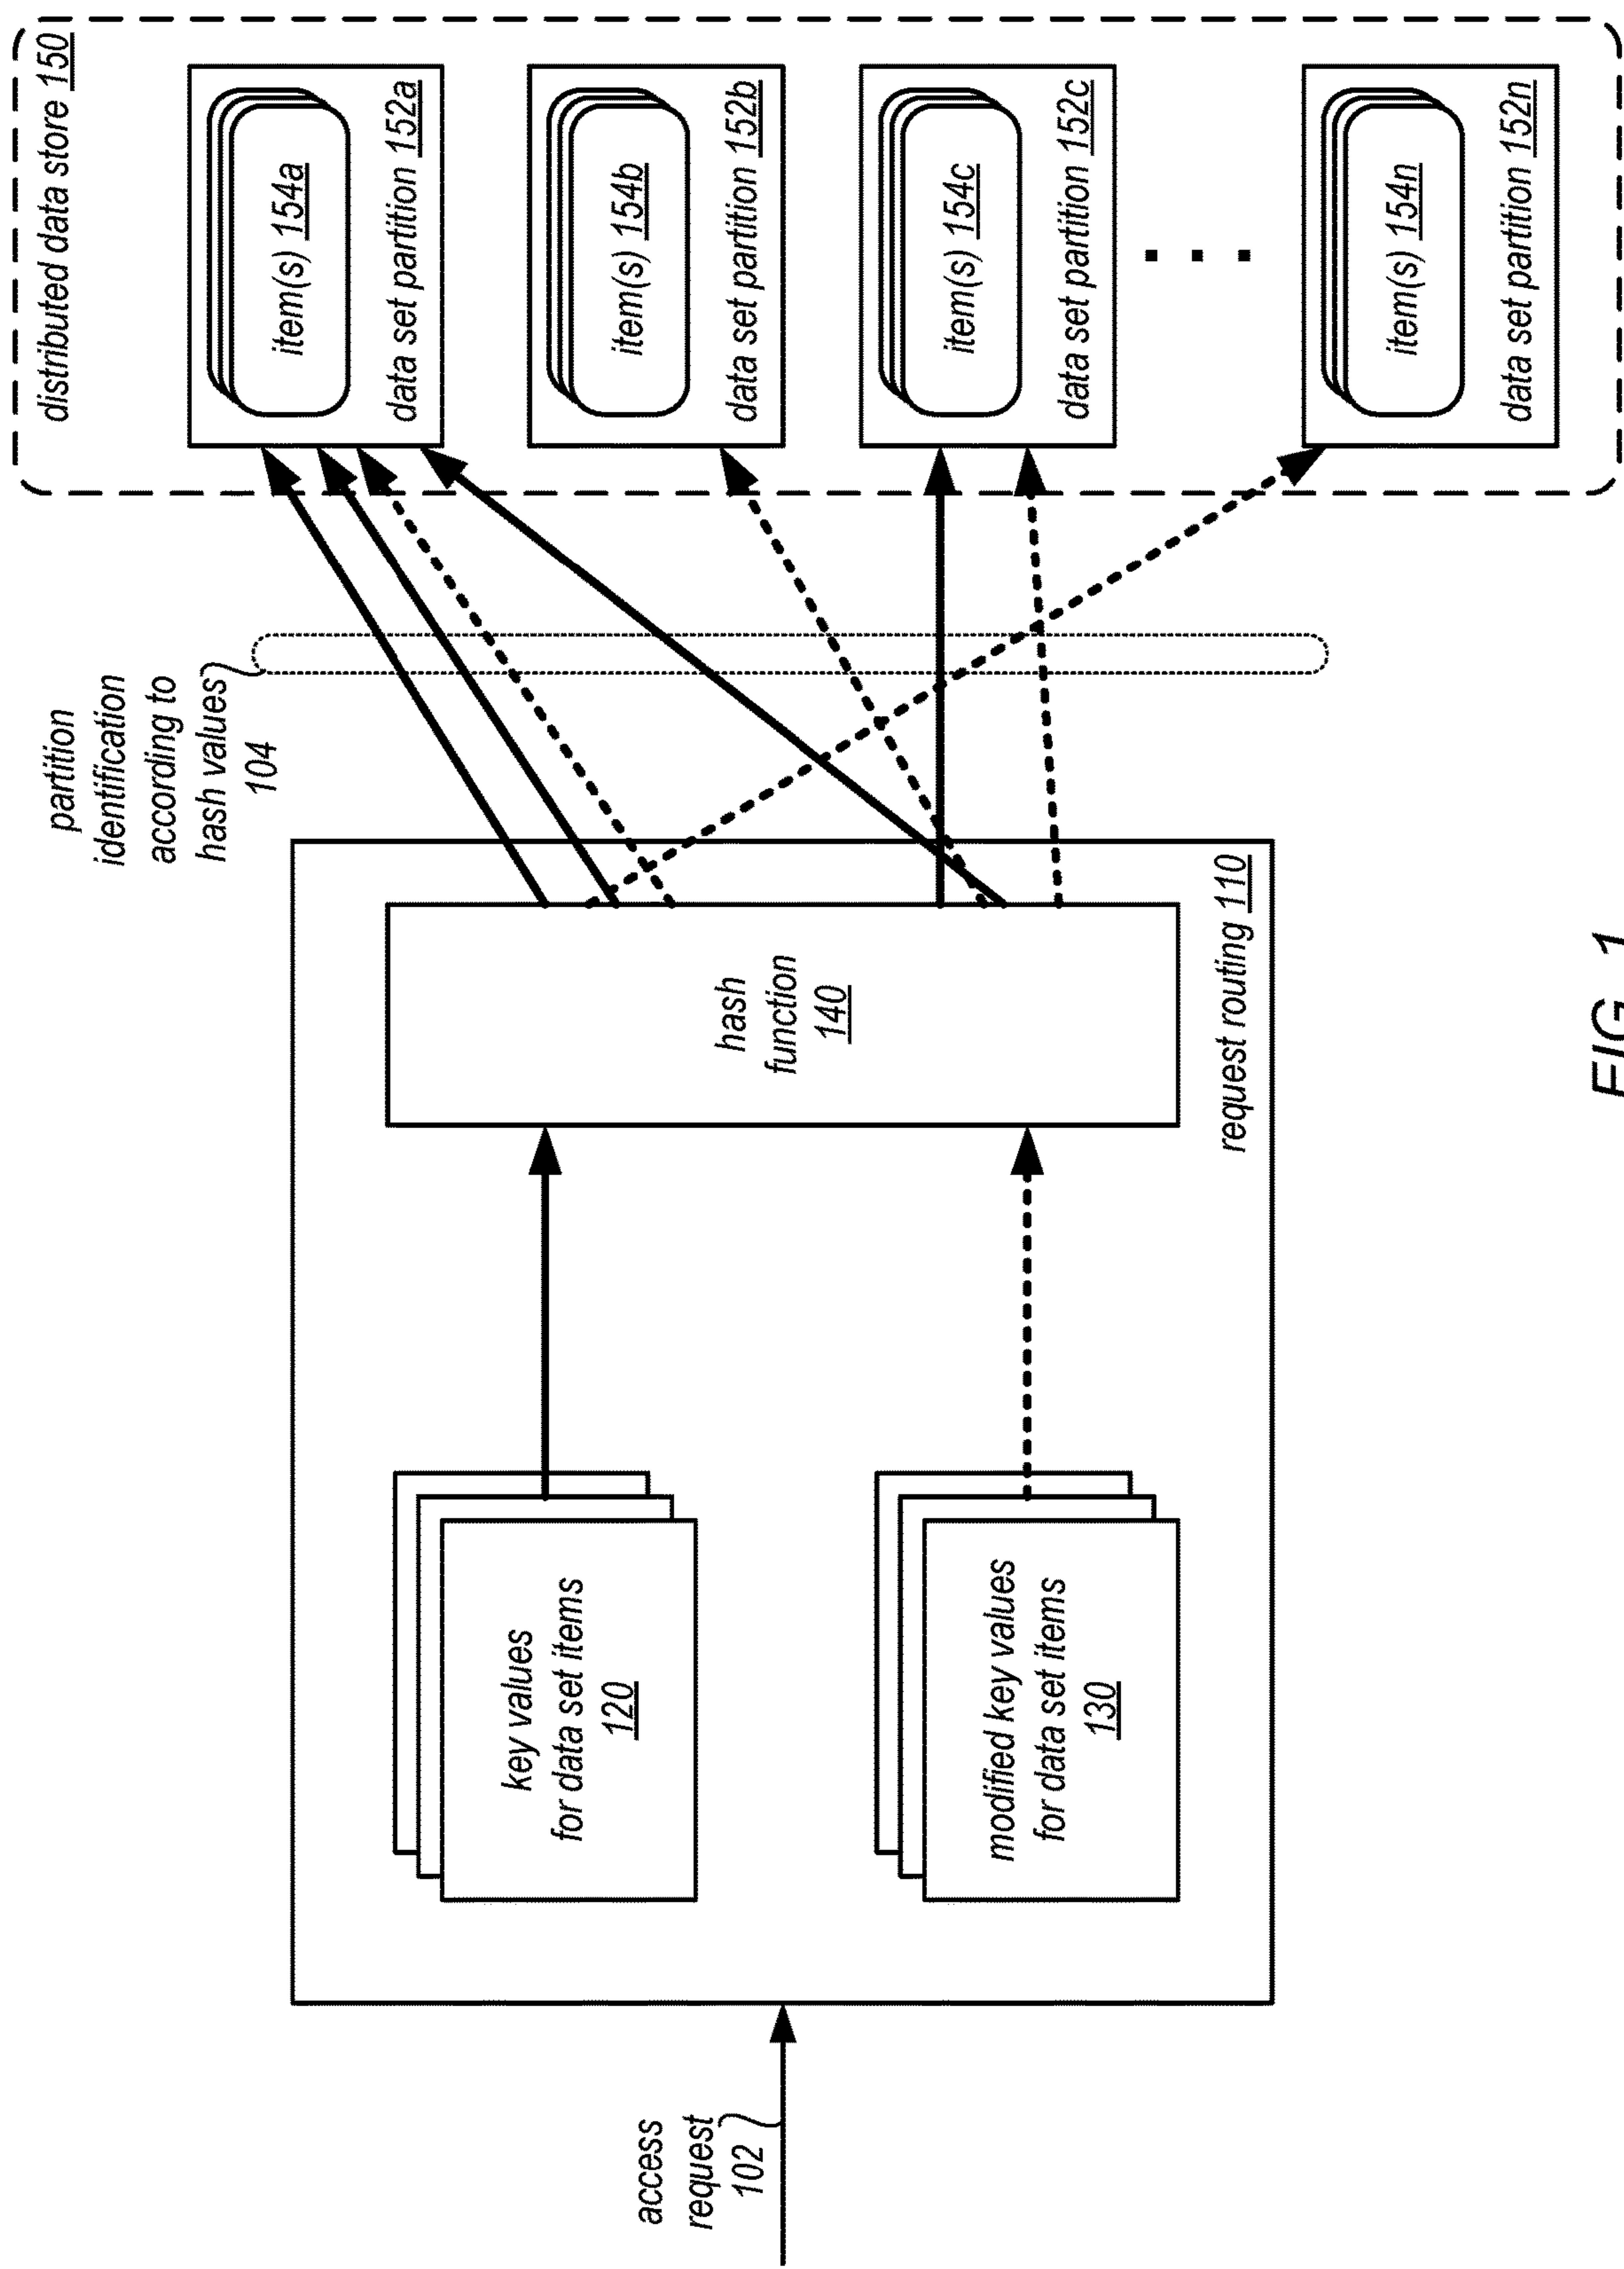 distributed data store 150
item(s) 154a
data set partition 152a
item(s) 154b
data set partition 152b
item(s) 154c
data set partition 152c
item(s) 154n
data set partition 152n
partition
identification
according to
hash values
104
hash
function
140
request routing 110
key values
for data set items
120
modified key values
for data set items
130
access
request
102
FIG. 1